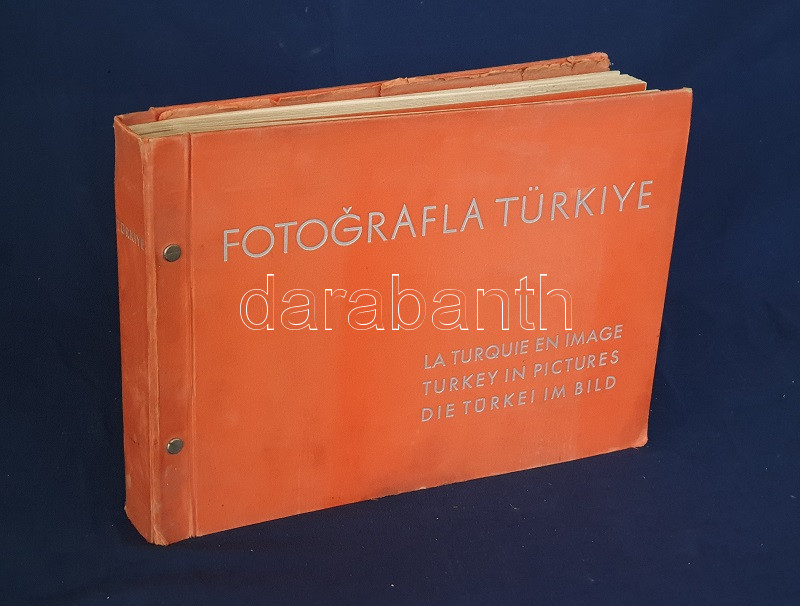 FOTOĞRAFLA TÜRKIYE
darabanth
LA TURQUIE EN IMAGE
TURKEY IN PICTURES
DIE TÜRKEI IM BILD